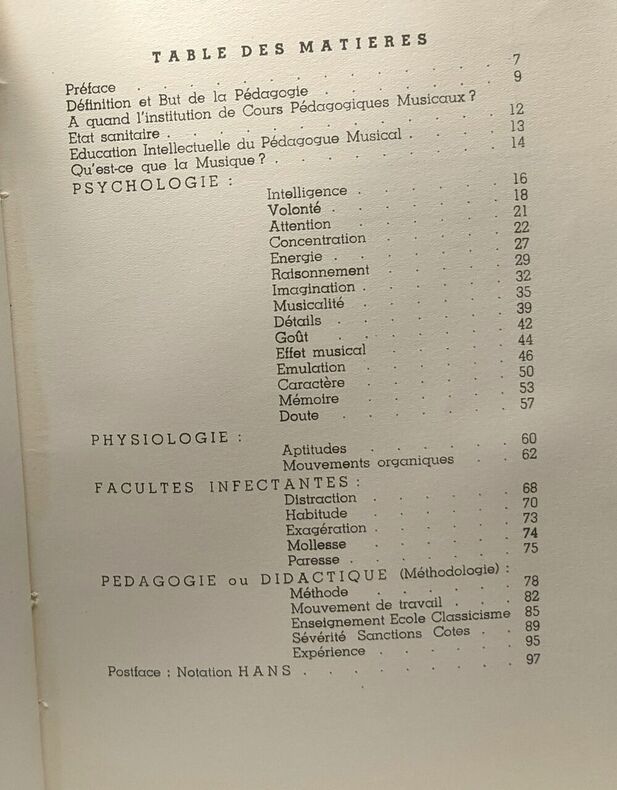 TABLE DES MATIERES
Préface . . . . . . . . . . 7
Définition et But de la Pédagogie . . . . . 9
A quand l'institution de Cours Pédagogiques Musicaux ?
Etat sanitaire . . . . . . . . . 12
Education Intellectuelle du Pédagogue Musical . . . 13
Qu'est-ce que la Musique ? . . . . . . 14
PSYCHOLOGIE :
Intelligence . . . . 16
Volonté . . . . . 18
Attention . . . . 21
Concentration . . . 22
Energie . . . . . 27
Raisonnement . . . 29
Imagination . . . . 32
Musicalité . . . . 35
Détails . . . . . 39
Goût . . . . . 42
Effet musical . . . 44
Emulation . . . . 46
Caractère . . . . 50
Mémoire . . . . 53
Doute . . . . . 57
PHYSIOLOGIE :
Aptitudes . . . . 60
Mouvements organiques . . 62
FACULTES INFECTANTES :
Distraction . . . . 68
Habitude . . . . 70
Exagération . . . . 73
Mollesse . . . . 74
Paresse . . . . . 75
PEDAGOGIE ou DIDACTIQUE (Méthodologie) :
Méthode . . . . 78
Mouvement de travail . . . 82
Enseignement Ecole Classicisme 85
Sévérité Sanctions Cotes . . 89
Expérience . . . . 95
Postface : Notation HANS . . . . . . . . 97